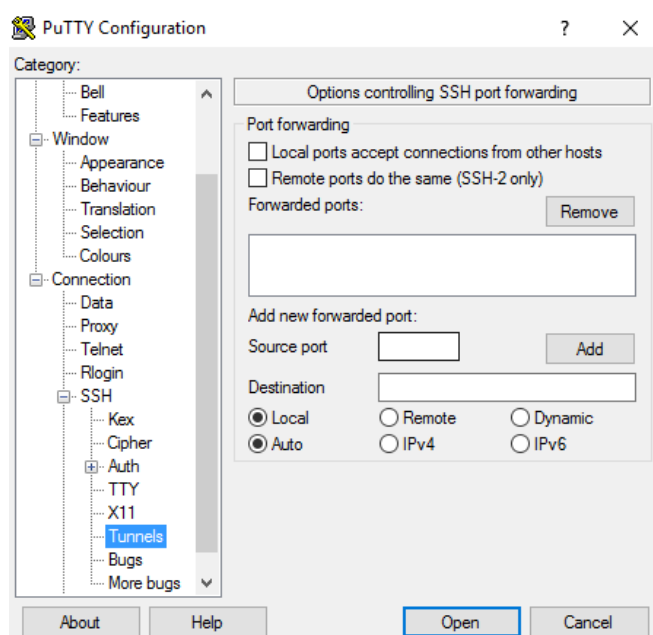 PuTTY Configuration
?
Category:
Bell
Features
Window
Appearance
Behaviour
Translation
Selection
Colours
Connection
Data
Proxy
Telnet
Rlogin
SSH
Kex
Cipher
Auth
TTY
X11
Tunnels
Bugs
More bugs
Options controlling SSH port forwarding
Port forwarding
Local ports accept connections from other hosts
Remote ports do the same (SSH-2 only)
Forwarded ports:
Remove
Add new forwarded port:
Source port
Add
Destination
Local Remote Dynamic
Auto IPv4 IPv6
About Help Open Cancel